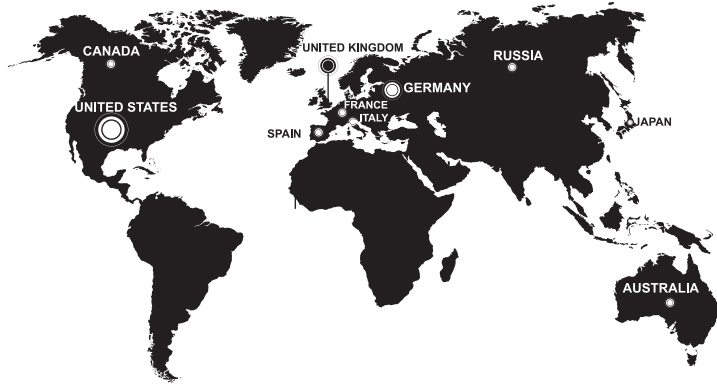 CANADA
UNITED KINGDOM
RUSSIA
GERMANY
UNITED STATES
FRANCE
ITALY
SPAIN
JAPAN
AUSTRALIA